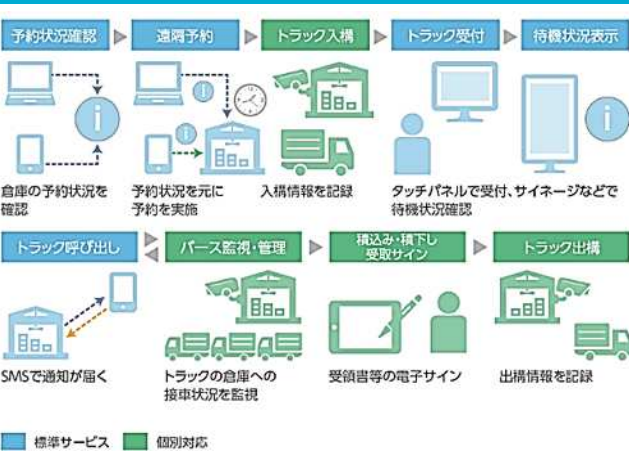 予約状況確認
遠隔予約
トラック入構
トラック受付
待機状況表示
倉庫の予約状況を
確認
予約状況を元に
予約を実施
入構情報を記録
タッチパネルで受付、サイネージなどで
待機状況確認
トラック呼び出し
バース監視・管理
積込み・積下し
受取サイン
トラック出構
SMSで通知が届く
トラックの倉庫への
接車状況を監視
受領書等の電子サイン
出構情報を記録
標準サービス
個別対応